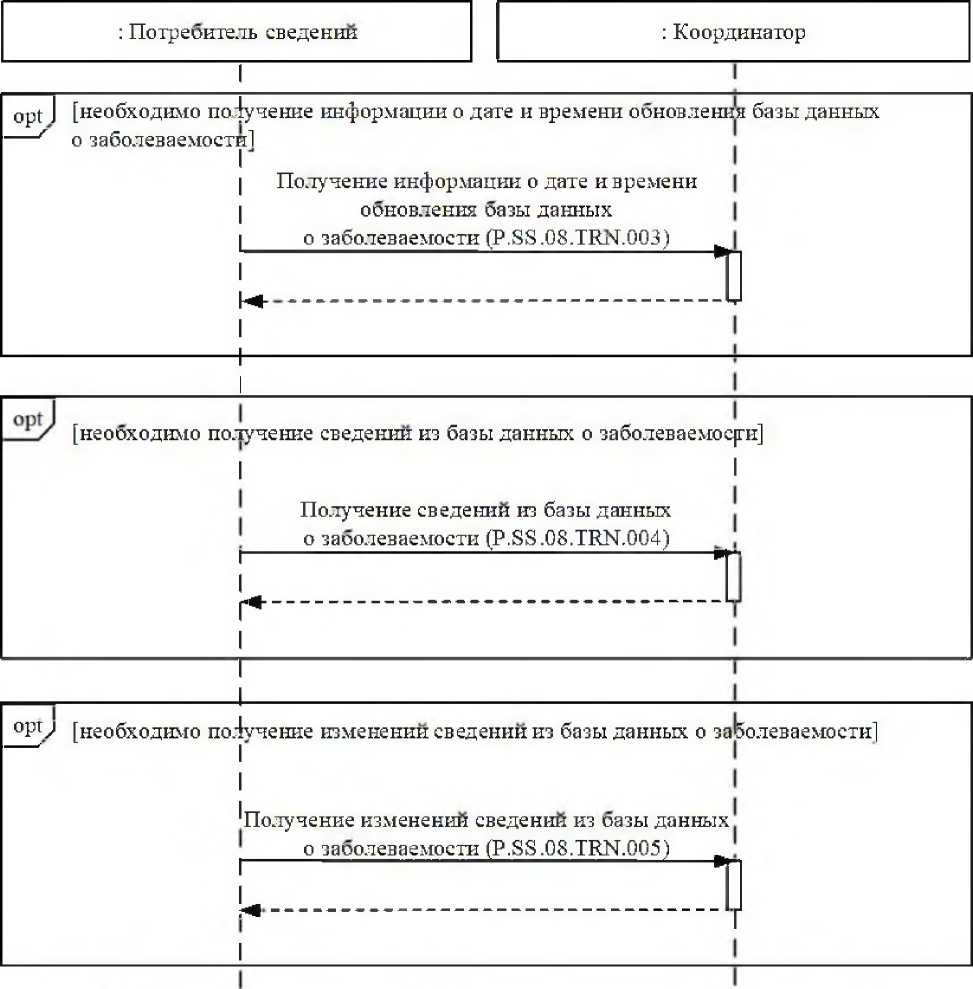 : Потребитель сведений
: Координатор
opt
[необходимо получение информации о дате и времени обновления базы данных
о заболеваемости]
Получение информации о дате и времени
обновления базы данных
о заболеваемости (P.SS.08.TRN.003)
opt
[необходимо получение сведений из базы данных о заболеваемости]
Получение сведений из базы данных
о заболеваемости (P.SS.08.TRN.004)
opt
[необходимо получение изменений сведений из базы данных о заболеваемости]
Получение изменений сведений из базы данных
о заболеваемости (P.SS.08.TRN.005)